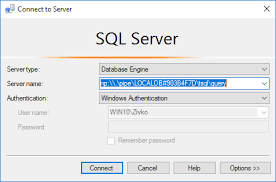 Connect to Server
SQL Server
Server type: Database Engine
Server name: np:\\.\pipe\LOCALDB#903B4F7D\tsql\query
Authentication: Windows Authentication
User name: WIN10\Zivko
Password:
Remember password
Connect Cancel Help Options >>